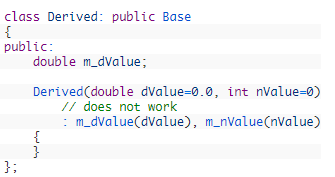 class Derived: public Base
{
public:
    double m_dValue;

    Derived(double dValue=0.0, int nValue=0)
        // does not work
        : m_dValue(dValue), m_nValue(nValue)
    {
    }
};